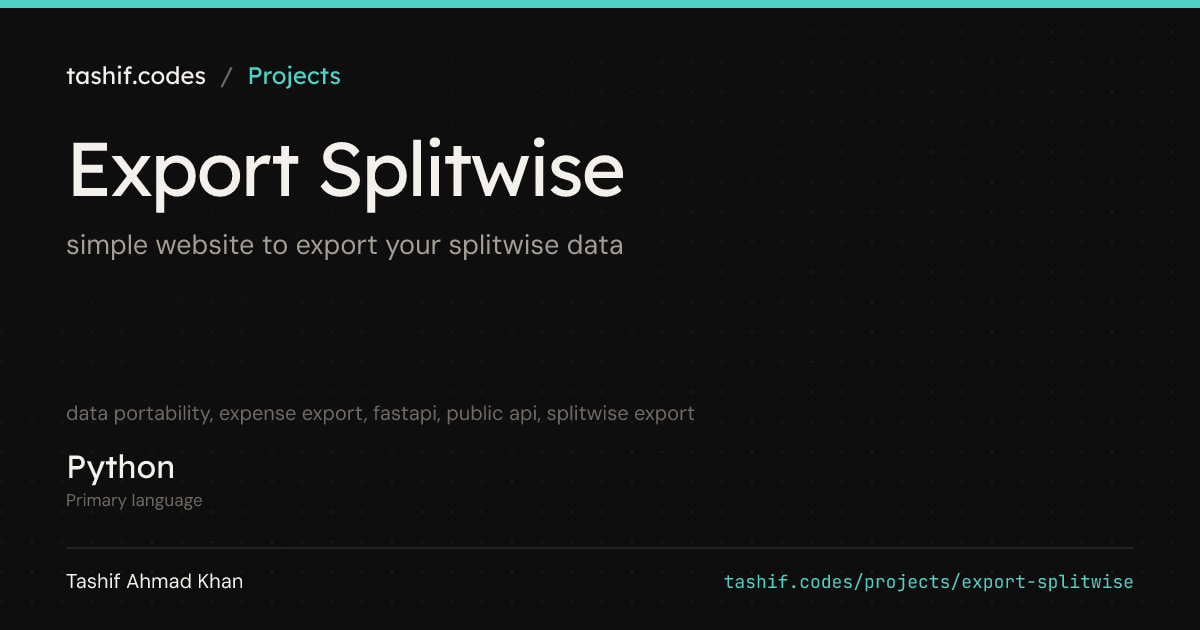 tashif.codes / Projects
Export Splitwise
simple website to export your splitwise data
data portability, expense export, fastapi, public api, splitwise export
Python
Primary language
Tashif Ahmad Khan
tashif.codes/projects/export-splitwise